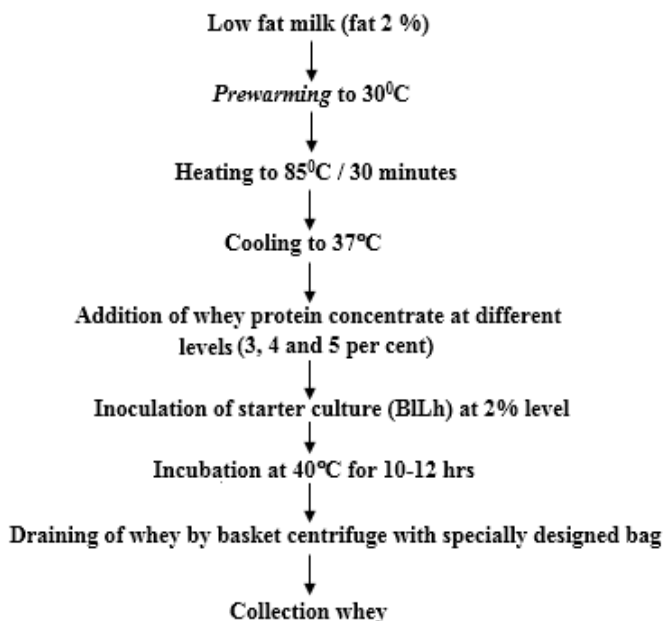 Low fat milk (fat 2 %)
Prewarming to 30⁰C
Heating to 85⁰C / 30 minutes
Cooling to 37°C
Addition of whey protein concentrate at different
levels (3, 4 and 5 per cent)
Inoculation of starter culture (BlLh) at 2% level
Incubation at 40°C for 10-12 hrs
Draining of whey by basket centrifuge with specially designed bag
Collection whey